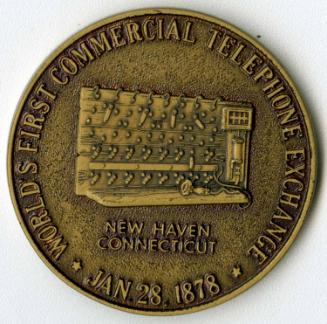 WORLD'S FIRST COMMERCIAL TELEPHONE EXCHANGE
NEW HAVEN
CONNECTICUT
★ JAN. 28, 1878 ★